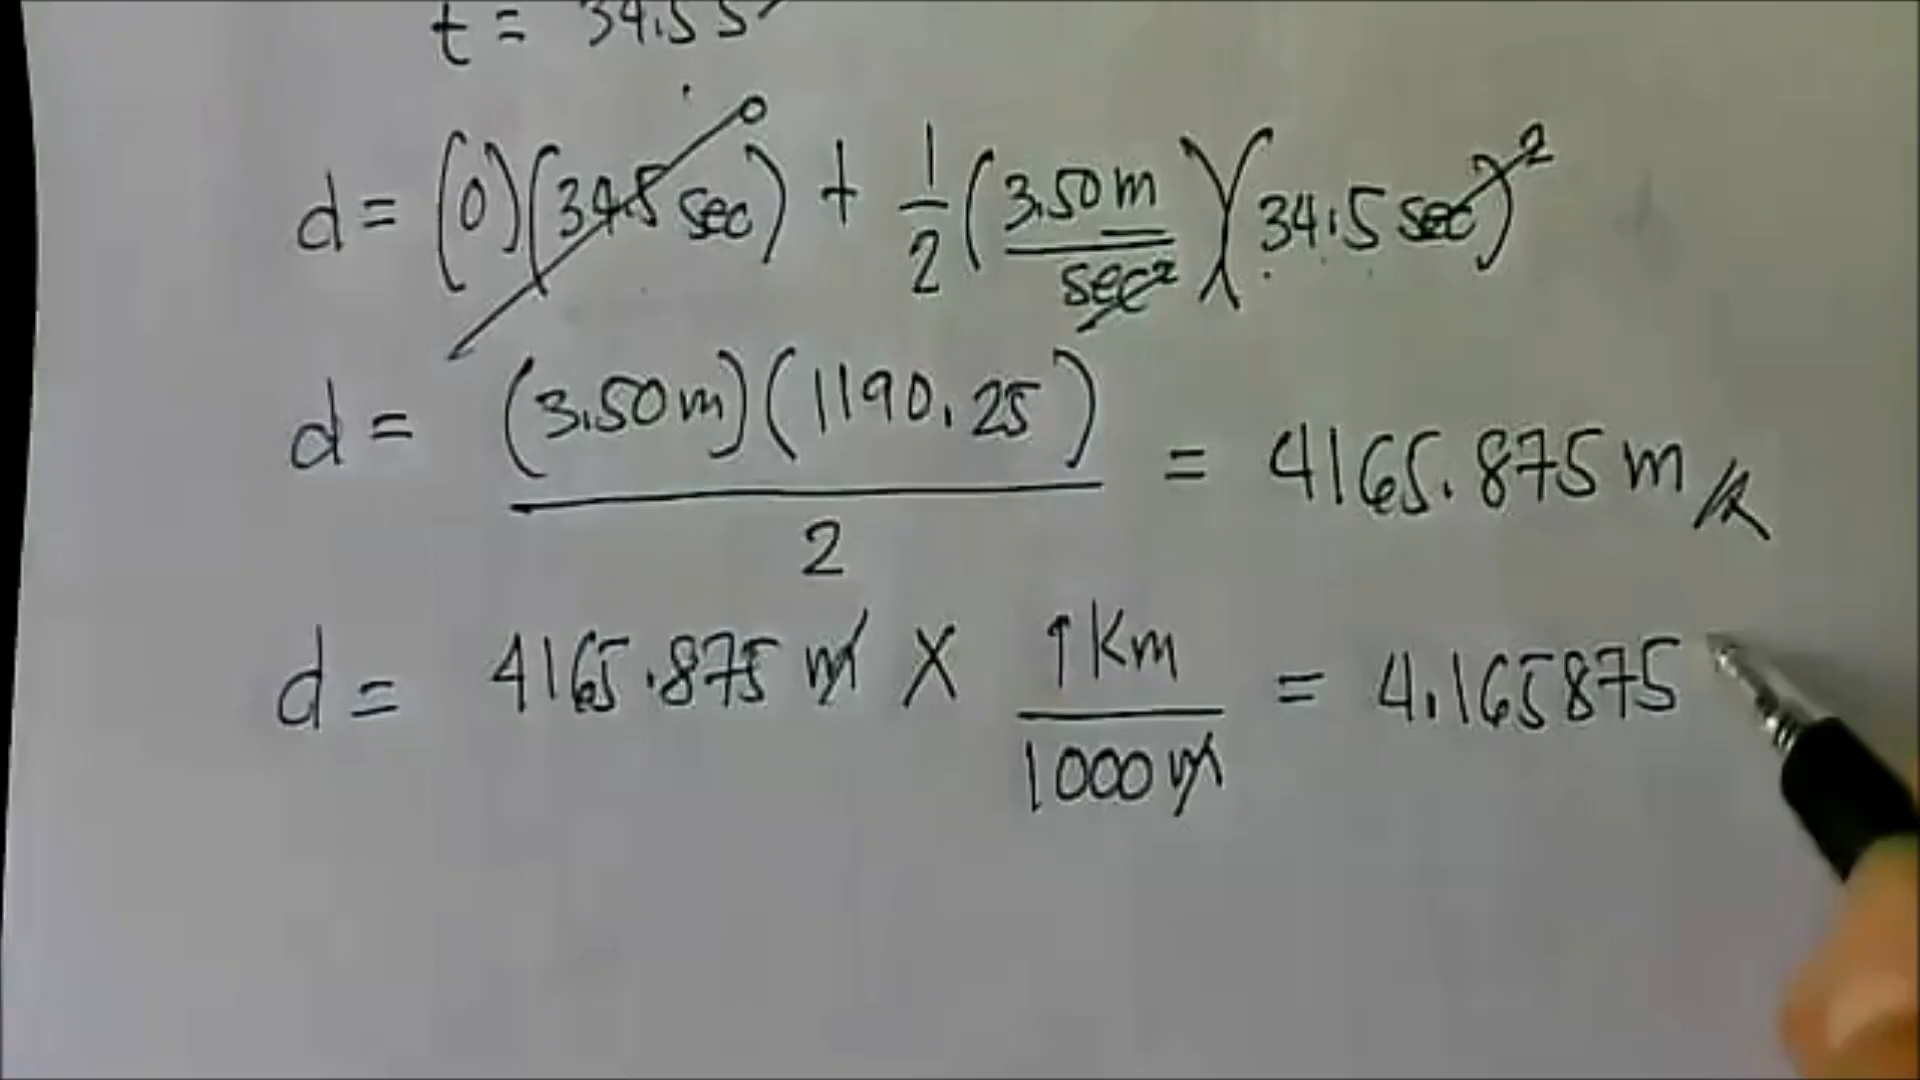 t = 34.5 s
d = (0)(34.5 sec) 0 + 1/2 (3.50 m/sec²)(34.5 sec)²
d = (3.50 m)(1190.25)/2 = 4165.875 m
d = 4165.875 m X 1 Km/1000 m = 4.165875